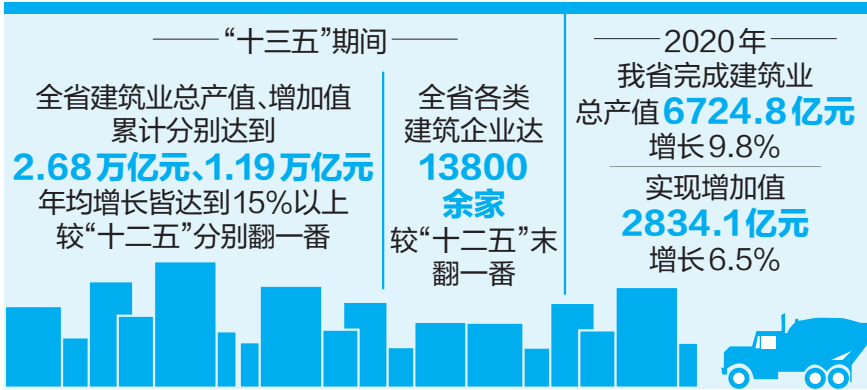 “十三五”期间
全省建筑业总产值、增加值
累计分别达到
2.68万亿元、1.19万亿元
年均增长皆达到15%以上
较“十二五”分别翻一番
全省各类
建筑企业达
13800
余家
较“十二五”末
翻一番
2020年
我省完成建筑业
总产值6724.8亿元
增长9.8%
实现增加值
2834.1亿元
增长6.5%